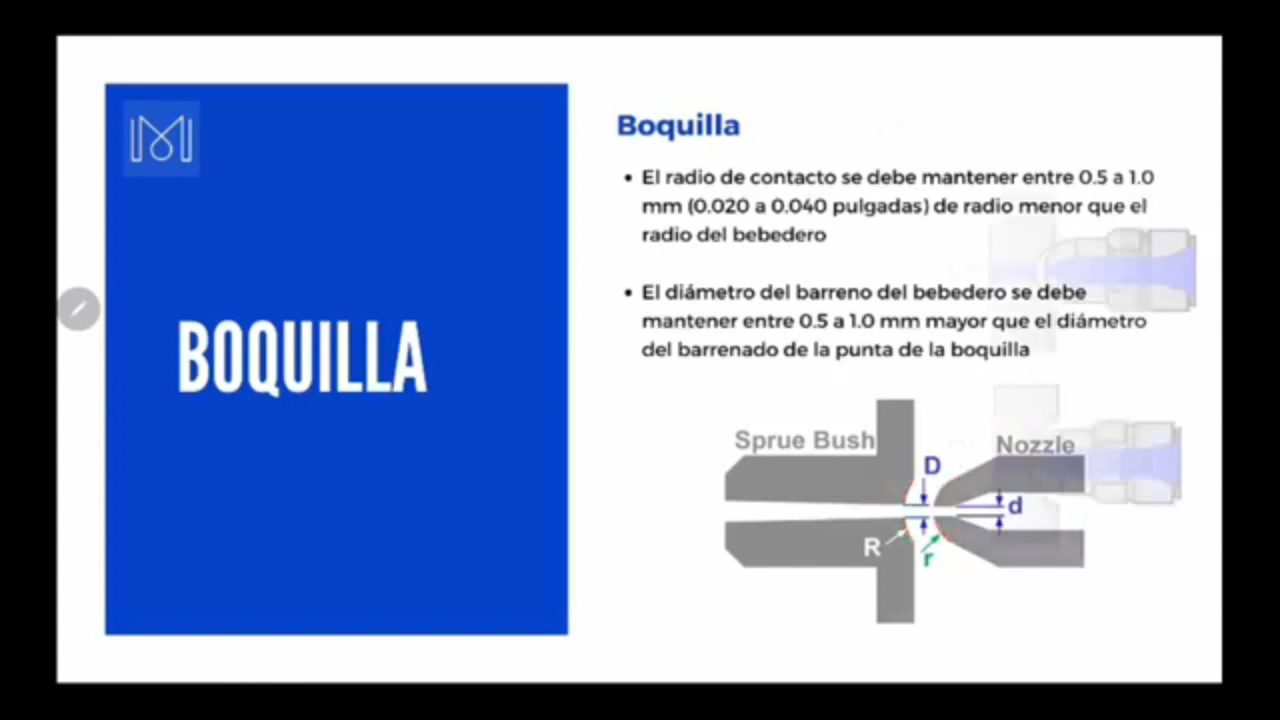 BOQUILLA
Boquilla
• El radio de contacto se debe mantener entre 0.5 a 1.0
mm (0.020 a 0.040 pulgadas) de radio menor que el
radio del bebedero
• El diámetro del barreno del bebedero se debe
mantener entre 0.5 a 1.0 mm mayor que el diámetro
del barrenado de la punta de la boquilla
Sprue Bush
Nozzle
D
d
R
r